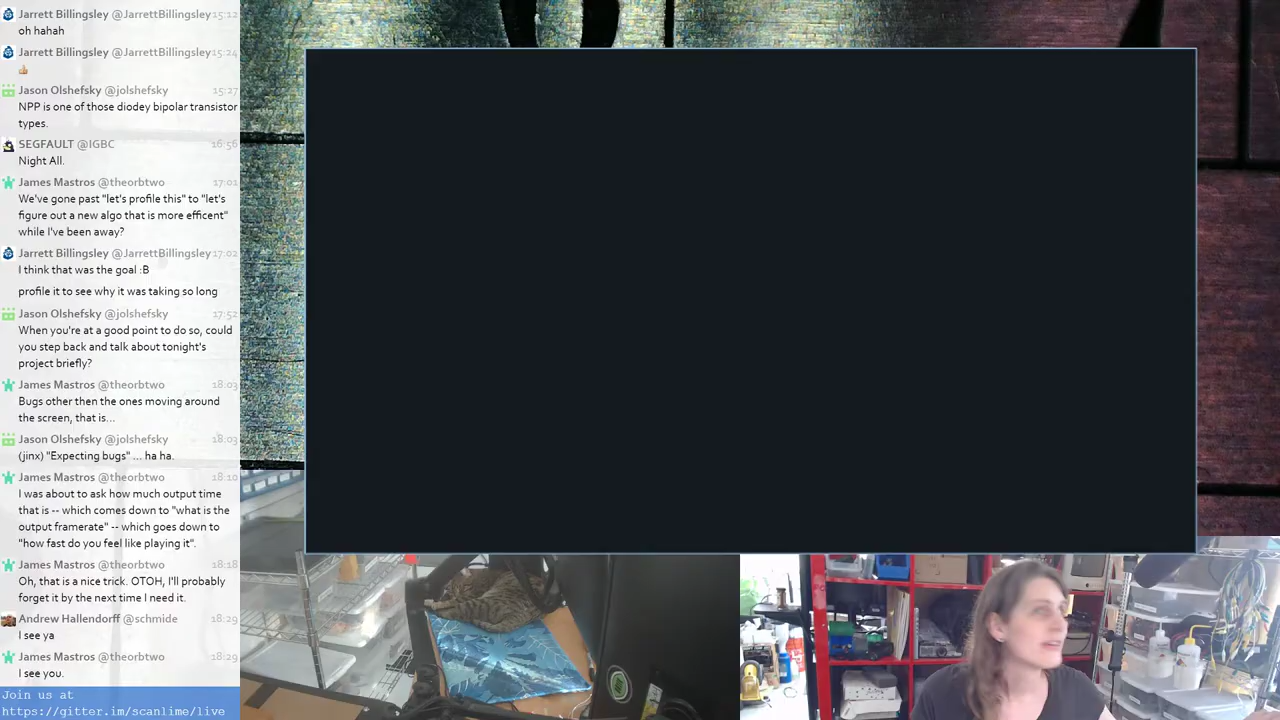 Jarrett Billingsley @JarrettBillingsley 15:12
oh hahah
Jarrett Billingsley @JarrettBillingsley 15:24
Jason Olshefsky @jolshefsky 15:27
NPP is one of those diodey bipolar transistor
types.
SEGFAULT @IGBC 16:56
Night All.
James Mastros @theorbtwo 17:01
We've gone past "let's profile this" to "let's
figure out a new algo that is more efficent"
while I've been away?
Jarrett Billingsley @JarrettBillingsley 17:02
I think that was the goal :B
profile it to see why it was taking so long
Jason Olshefsky @jolshefsky 17:52
When you're at a good point to do so, could
you step back and talk about tonight's
project briefly?
James Mastros @theorbtwo 18:03
Bugs other then the ones moving around
the screen, that is...
Jason Olshefsky @jolshefsky 18:03
(jinx) "Expecting bugs" ... ha ha.
James Mastros @theorbtwo 18:10
I was about to ask how much output time
that is -- which comes down to "what is the
output framerate" -- which goes down to
"how fast do you feel like playing it".
James Mastros @theorbtwo 18:18
Oh, that is a nice trick. OTOH, I'll probably
forget it by the next time I need it.
Andrew Hallendorff @schmide 18:29
I see ya
James Mastros @theorbtwo 18:29
I see you.
Join us at
https://gitter.im/scanlime/live